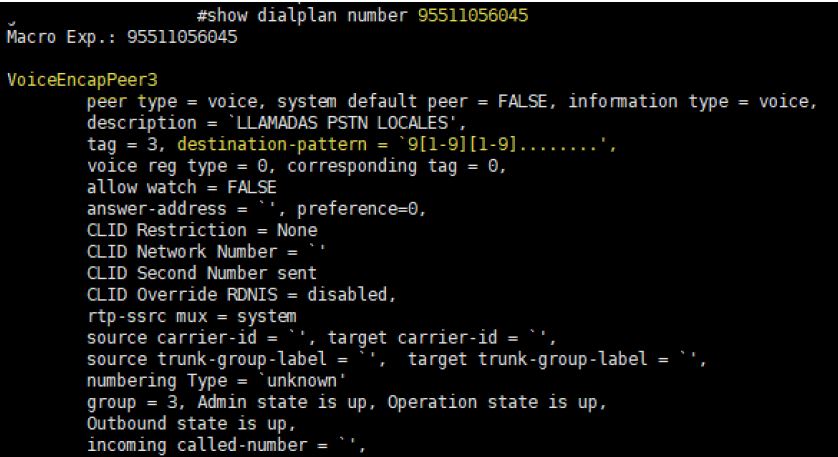 #show dialplan number 95511056045
Macro Exp.: 95511056045
VoiceEncapPeer3
peer type = voice, system default peer = FALSE, information type = voice,
description = `LLAMADAS PSTN LOCALES',
tag = 3, destination-pattern = `9[1-9][1-9]........',
voice reg type = 0, corresponding tag = 0,
allow watch = FALSE
answer-address = `', preference=0,
CLID Restriction = None
CLID Network Number = `'
CLID Second Number sent
CLID Override RDNIS = disabled,
rtp-ssrc mux = system
source carrier-id = `', target carrier-id = `',
source trunk-group-label = `',  target trunk-group-label = `',
numbering Type = `unknown'
group = 3, Admin state is up, Operation state is up,
Outbound state is up,
incoming called-number = `',